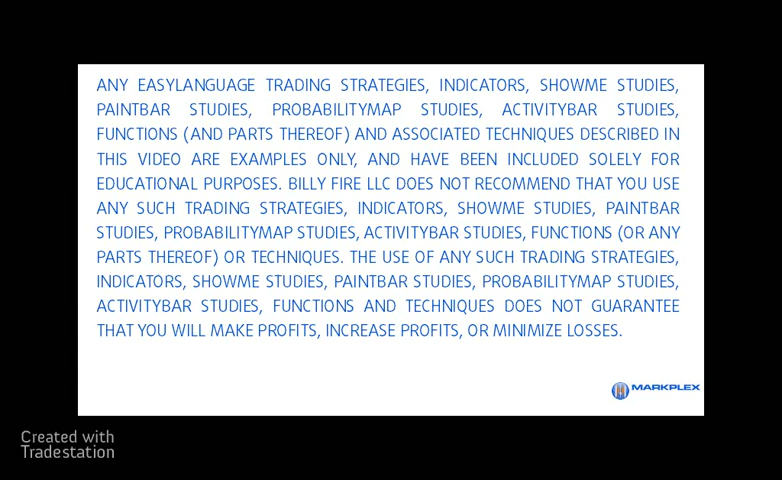 ANY EASYLANGUAGE TRADING STRATEGIES, INDICATORS, SHOWME STUDIES,
PAINTBAR STUDIES, PROBABILITYMAP STUDIES, ACTIVITYBAR STUDIES,
FUNCTIONS (AND PARTS THEREOF) AND ASSOCIATED TECHNIQUES DESCRIBED IN
THIS VIDEO ARE EXAMPLES ONLY, AND HAVE BEEN INCLUDED SOLELY FOR
EDUCATIONAL PURPOSES. BILLY FIRE LLC DOES NOT RECOMMEND THAT YOU USE
ANY SUCH TRADING STRATEGIES, INDICATORS, SHOWME STUDIES, PAINTBAR
STUDIES, PROBABILITYMAP STUDIES, ACTIVITYBAR STUDIES, FUNCTIONS (OR ANY
PARTS THEREOF) OR TECHNIQUES. THE USE OF ANY SUCH TRADING STRATEGIES,
INDICATORS, SHOWME STUDIES, PAINTBAR STUDIES, PROBABILITYMAP STUDIES,
ACTIVITYBAR STUDIES, FUNCTIONS AND TECHNIQUES DOES NOT GUARANTEE
THAT YOU WILL MAKE PROFITS, INCREASE PROFITS, OR MINIMIZE LOSSES.
MARKPLEX
Created with
Tradestation